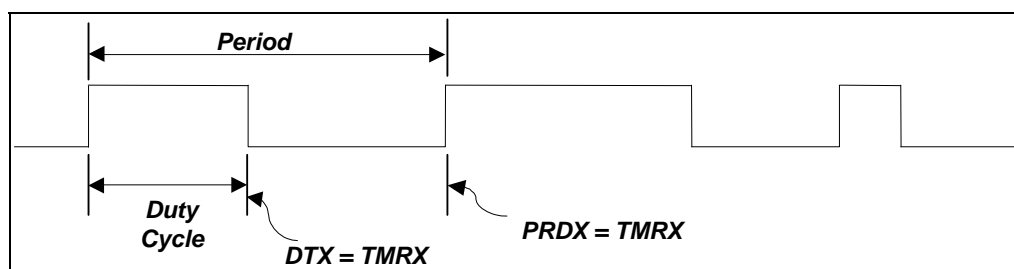 Period
Duty
Cycle
DTX = TMRX
PRDX = TMRX